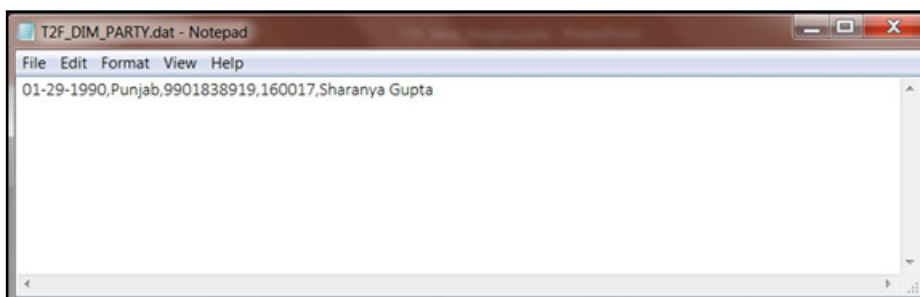 T2F_DIM_PARTY.dat - Notepad
File Edit Format View Help
01-29-1990,Punjab,9901838919,160017,Sharanya Gupta